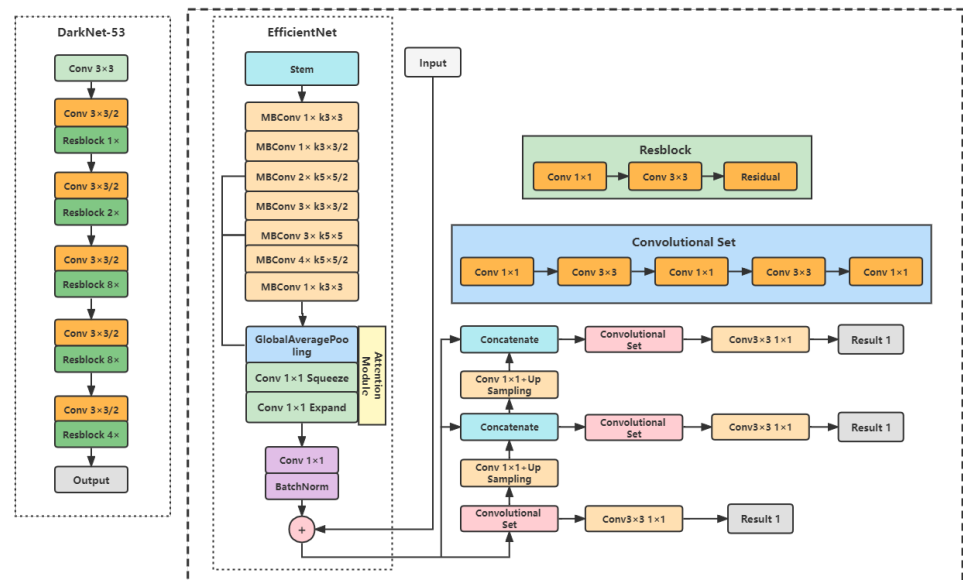 DarkNet-53
Conv 3×3
Conv 3×3/2
Resblock 1×
Conv 3×3/2
Resblock 2×
Conv 3×3/2
Resblock 8×
Conv 3×3/2
Resblock 8×
Conv 3×3/2
Resblock 4×
Output
EfficientNet
Stem
MBConv 1× k3×3
MBConv 1× k3×3/2
MBConv 2× k5×5/2
MBConv 3× k3×3/2
MBConv 3× k5×5
MBConv 4× k5×5/2
MBConv 1× k3×3
GlobalAveragePoo
ling
Conv 1×1 Squeeze
Conv 1×1 Expand
Attention
Module
Conv 1×1
BatchNorm
+
Input
Resblock
Conv 1×1
Conv 3×3
Residual
Convolutional Set
Conv 1×1
Conv 3×3
Conv 1×1
Conv 3×3
Conv 1×1
Concatenate
Convolutional
Set
Conv3×3 1×1
Result 1
Conv 1×1+Up
Sampling
Concatenate
Convolutional
Set
Conv3×3 1×1
Result 1
Conv 1×1+Up
Sampling
Convolutional
Set
Conv3×3 1×1
Result 1